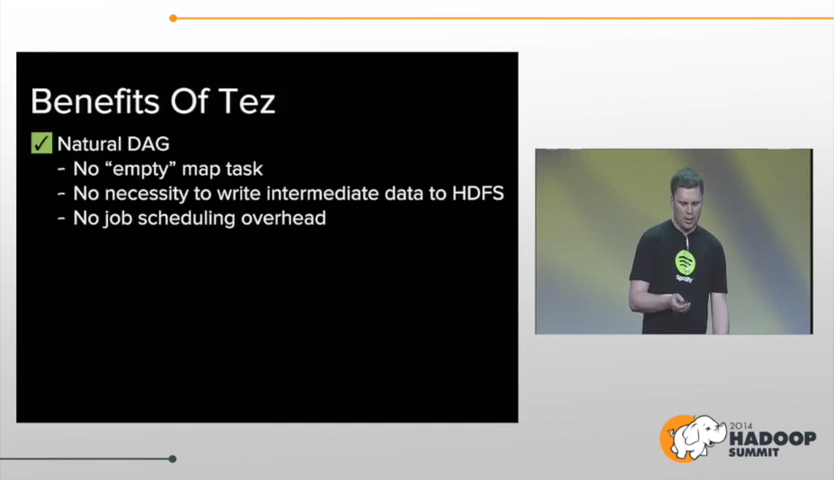 Benefits Of Tez
✓ Natural DAG
- No “empty” map task
- No necessity to write intermediate data to HDFS
- No job scheduling overhead
Spotify
2014
HADOOP
SUMMIT